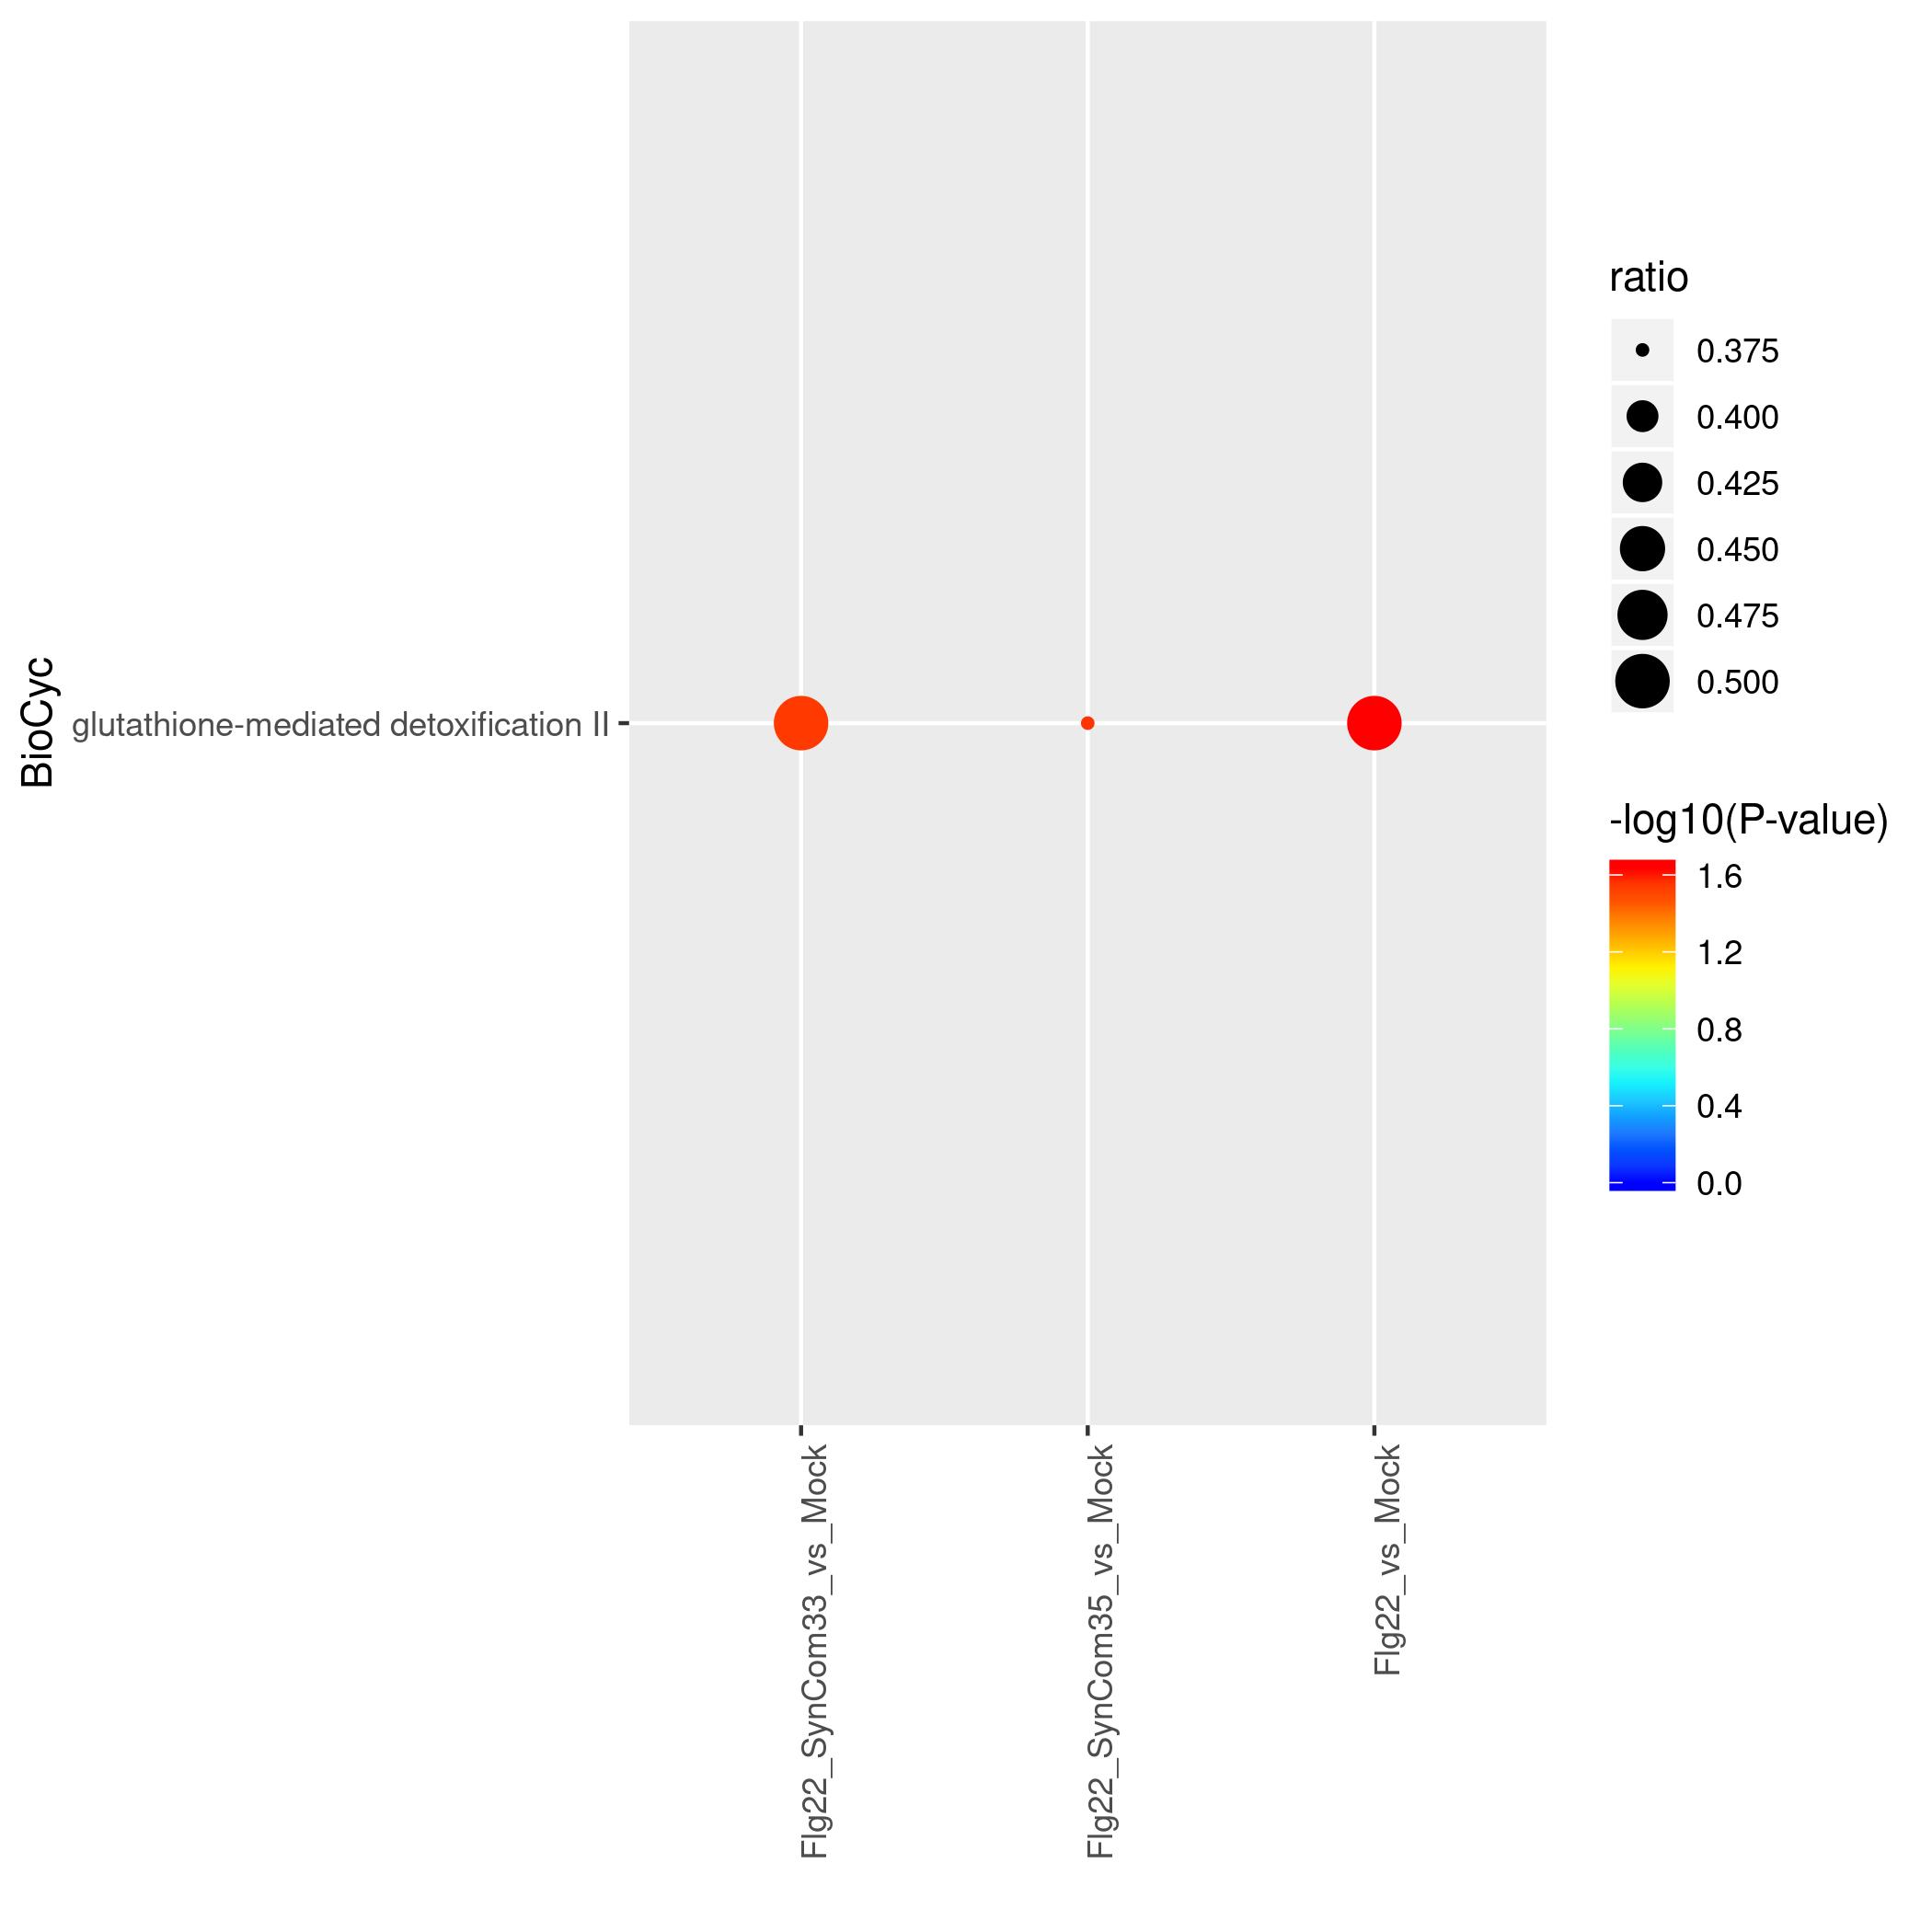 BioCyc
glutathione-mediated detoxification II
Flg22_SynCom33_vs_Mock
Flg22_SynCom35_vs_Mock
Flg22_vs_Mock
ratio
0.375
0.400
0.425
0.450
0.475
0.500
-log10(P-value)
1.6
1.2
0.8
0.4
0.0